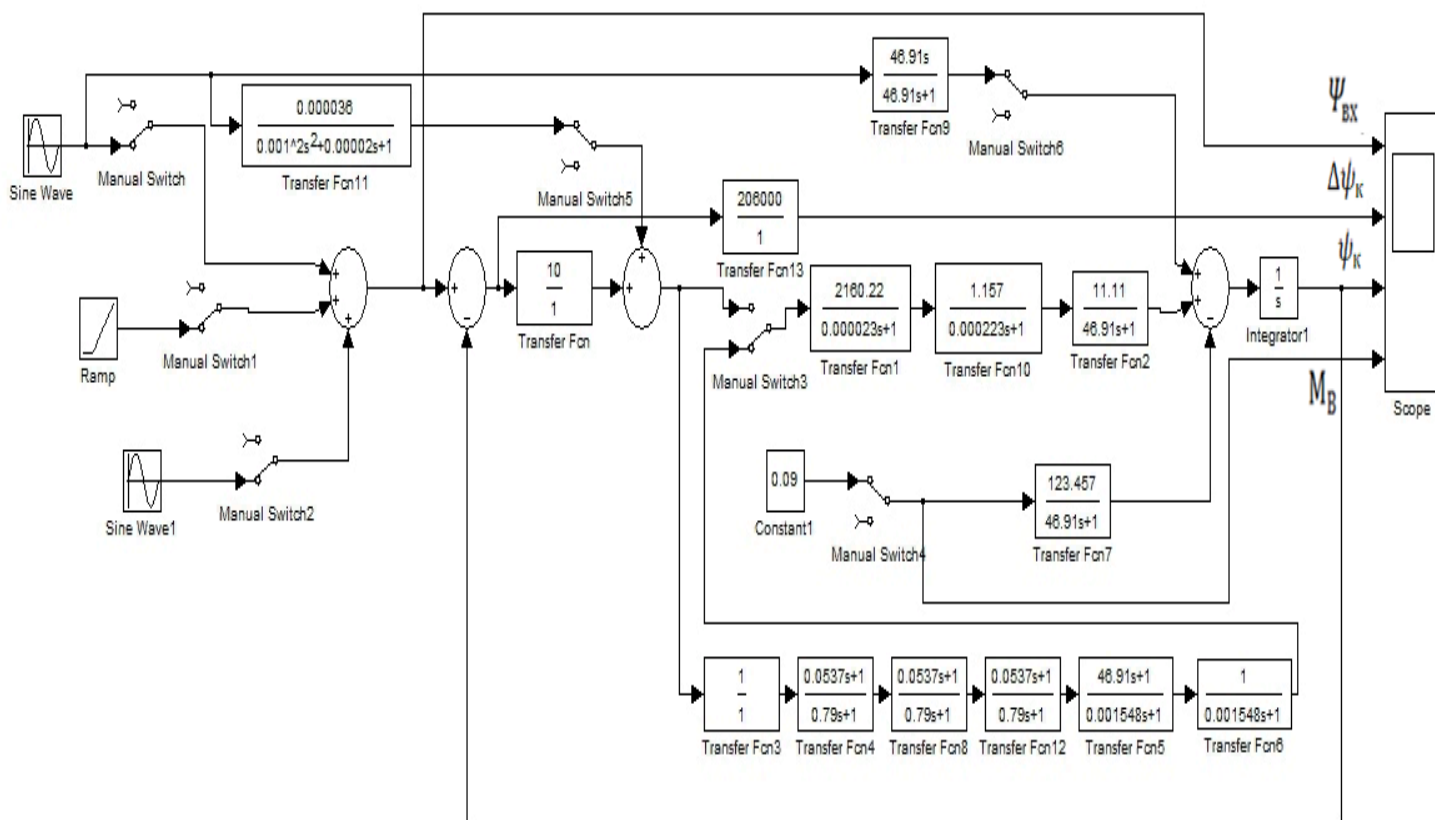 46.91s
46.91s+1
Transfer Fcn9
Ψвх
0.000036
0.001^2s²+0.00002s+1
Transfer Fcn11
Manual Switch6
Sine Wave
Manual Switch
Manual Switch5
Δψк
206000
1
Transfer Fcn13
ψк
10
1
Transfer Fcn
2160.22
0.000023s+1
Transfer Fcn1
1.157
0.000223s+1
Transfer Fcn10
11.11
46.91s+1
Transfer Fcn2
1
s
Integrator1
Ramp
Manual Switch1
Manual Switch3
MВ
Scope
Sine Wave1
Manual Switch2
0.09
Constant1
Manual Switch4
123.457
46.91s+1
Transfer Fcn7
1
1
Transfer Fcn3
0.0537s+1
0.79s+1
Transfer Fcn4
0.0537s+1
0.79s+1
Transfer Fcn8
0.0537s+1
0.79s+1
Transfer Fcn12
46.91s+1
0.001548s+1
Transfer Fcn5
1
0.001548s+1
Transfer Fcn6